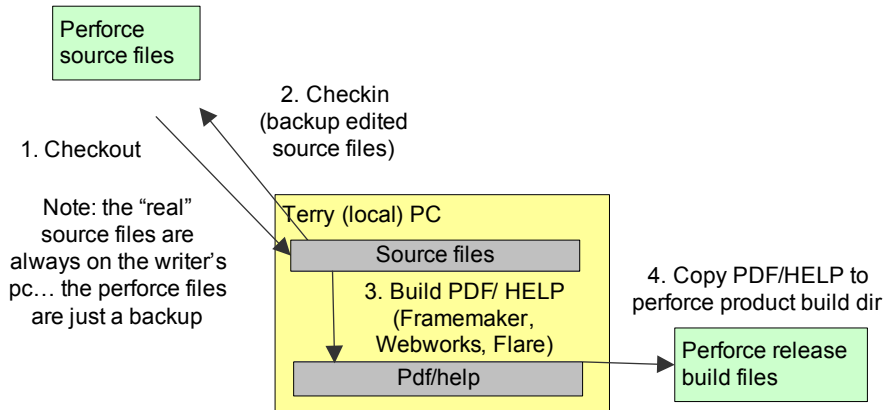 Perforce
source files
2. Checkin
(backup edited
source files)
1. Checkout
Note: the “real”
source files are
always on the writer’s
pc… the perforce files
are just a backup
Terry (local) PC
Source files
3. Build PDF/ HELP
(Framemaker,
Webworks, Flare)
Pdf/help
4. Copy PDF/HELP to
perforce product build dir
Perforce release
build files